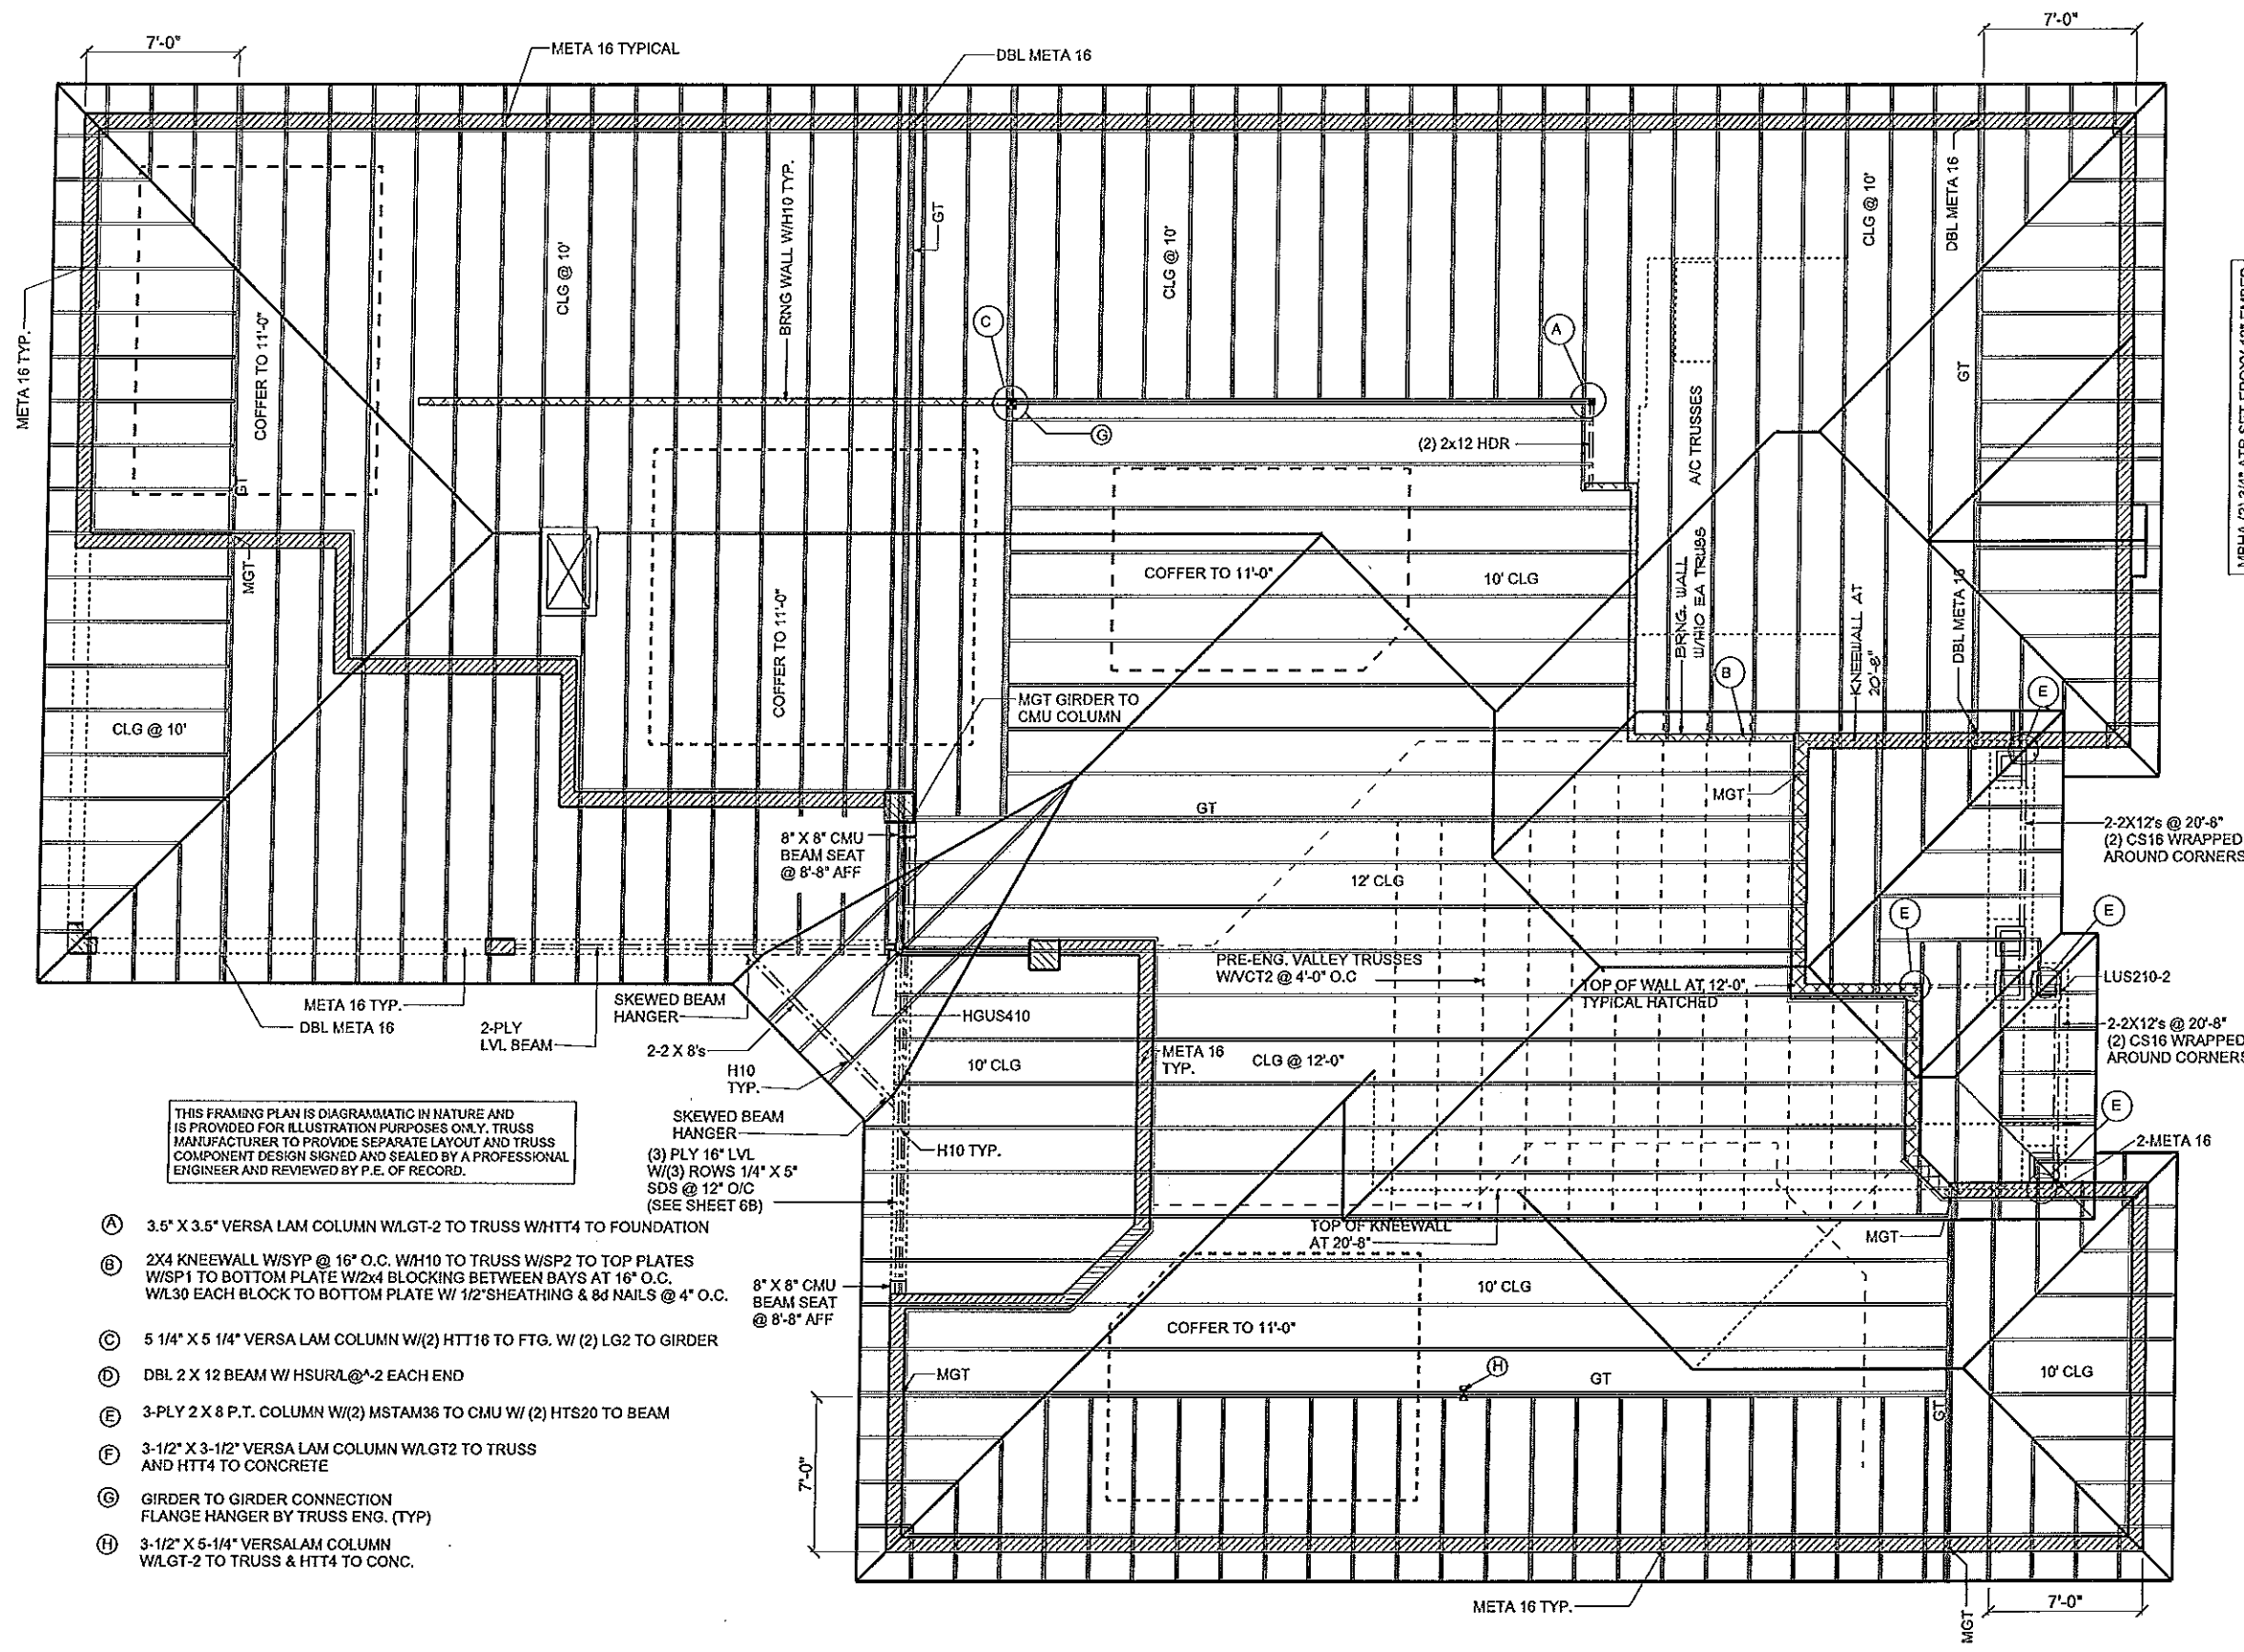 7'-0"
META 16 TYPICAL
DBL META 16
7'-0"
META 16 TYP.
COFFER TO 11'-0"
GT
MGT
CLG @ 10'
BRNG WALL W/H10 TYP.
GT
CLG @ 10'
CLG @ 10'
DBL META 16
GT
C
A
G
(2) 2x12 HDR
A/C TRUSSES
BRNG. WALL
W/H10 EA TRUSS
KNEEWALL AT
20'-8"
DBL META 16
COFFER TO 11'-0"
10' CLG
COFFER TO 11'-0"
B
E
CLG @ 10'
MGT GIRDER TO
CMU COLUMN
MGT
GT
8" X 8" CMU
BEAM SEAT
@ 8'-8" AFF
2-2X12's @ 20'-8"
(2) CS16 WRAPPED
AROUND CORNERS
12' CLG
E
E
PRE-ENG. VALLEY TRUSSES
W/VCT2 @ 4'-0" O.C
TOP OF WALL AT 12'-0",
TYPICAL HATCHED
LUS210-2
META 16 TYP.
DBL META 16
2-PLY
LVL BEAM
SKEWED BEAM
HANGER
HGUS410
2-2 X 8's
2-2X12's @ 20'-8"
(2) CS16 WRAPPED
AROUND CORNERS
H10
TYP.
10' CLG
META 16
TYP.
CLG @ 12'-0"
E
SKEWED BEAM
HANGER
H10 TYP.
2-META 16
(3) PLY 16" LVL
W/(3) ROWS 1/4" X 5"
SDS @ 12" O/C
(SEE SHEET 6B)
THIS FRAMING PLAN IS DIAGRAMMATIC IN NATURE AND
IS PROVIDED FOR ILLUSTRATION PURPOSES ONLY. TRUSS
MANUFACTURER TO PROVIDE SEPARATE LAYOUT AND TRUSS
COMPONENT DESIGN SIGNED AND SEALED BY A PROFESSIONAL
ENGINEER AND REVIEWED BY P.E. OF RECORD.
TOP OF KNEEWALL
AT 20'-8"
MGT
8" X 8" CMU
BEAM SEAT
@ 8'-8" AFF
10' CLG
COFFER TO 11'-0"
MGT
H
GT
GT
10' CLG
7'-0"
META 16 TYP.
MGT
7'-0"
A 3.5" X 3.5" VERSA LAM COLUMN W/LGT-2 TO TRUSS W/HTT4 TO FOUNDATION
B 2X4 KNEEWALL W/SYP @ 16" O.C. W/H10 TO TRUSS W/SP2 TO TOP PLATES
W/SP1 TO BOTTOM PLATE W/2x4 BLOCKING BETWEEN BAYS AT 16" O.C.
W/L30 EACH BLOCK TO BOTTOM PLATE W/ 1/2"SHEATHING & 8d NAILS @ 4" O.C.
C 5 1/4" X 5 1/4" VERSA LAM COLUMN W/(2) HTT16 TO FTG. W/ (2) LG2 TO GIRDER
D DBL 2 X 12 BEAM W/ HSUR/L@^-2 EACH END
E 3-PLY 2 X 8 P.T. COLUMN W/(2) MSTAM36 TO CMU W/ (2) HTS20 TO BEAM
F 3-1/2" X 3-1/2" VERSA LAM COLUMN W/LGT2 TO TRUSS
AND HTT4 TO CONCRETE
G GIRDER TO GIRDER CONNECTION
FLANGE HANGER BY TRUSS ENG. (TYP)
H 3-1/2" X 5-1/4" VERSALAM COLUMN
W/LGT-2 TO TRUSS & HTT4 TO CONC.